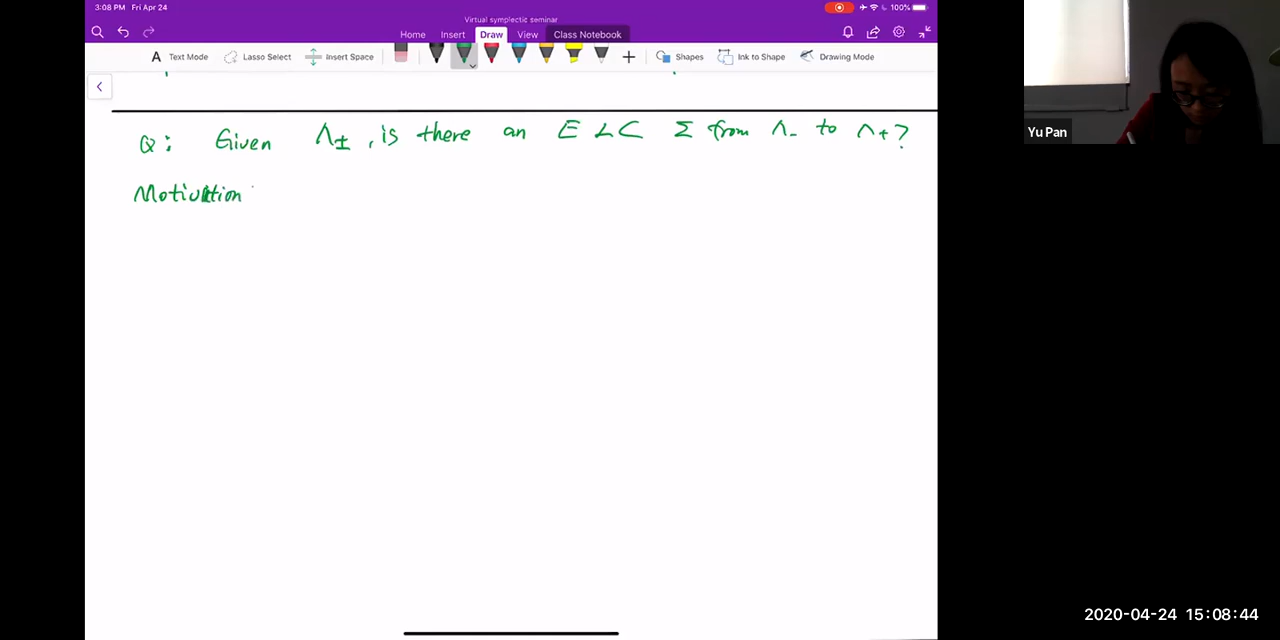 3:08 PM Fri Apr 24
100%
Virtual symplectic seminar
Home Insert Draw View Class Notebook
Text Mode Lasso Select Insert Space Shapes Ink to Shape Drawing Mode
Q: Given Λ±, is there an ELC Σ from Λ- to Λ+?
Motivation
Yu Pan
2020-04-24 15:08:44